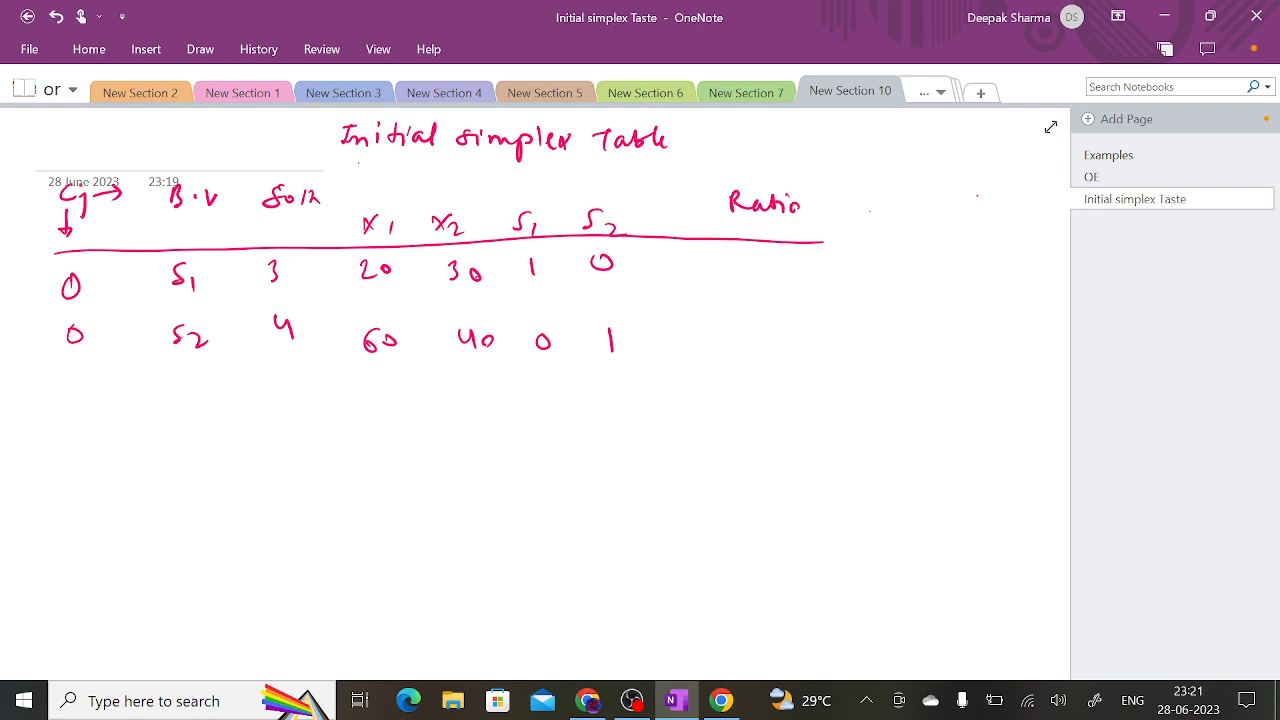 Initial simplex Taste - OneNote
Deepak Sharma DS
File Home Insert Draw History Review View Help
or New Section 2 New Section 1 New Section 3 New Section 4 New Section 5 New Section 6 New Section 7 New Section 10 ... Search Notebooks
Add Page
Examples
OE
Initial simplex Taste
Initial simplex Table
28 June 2023 23:19
Cj → B.V Soln Ratio
↓ X1 X2 S1 S2
0 S1 3 20 30 1 0
0 S2 4 60 40 0 1
Type here to search
29°C ENG
28-06-2023